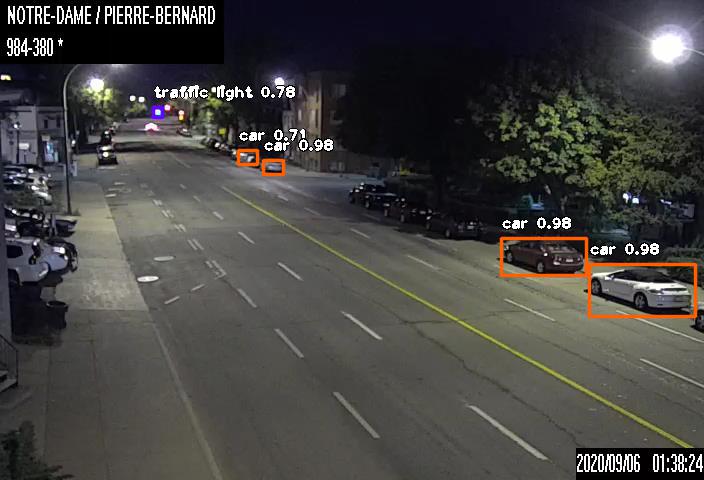 NOTRE-DAME / PIERRE-BERNARD
984-380 *
traffic light 0.78
car 0.71
car 0.98
car 0.98
car 0.98
2020/09/06 01:38:24